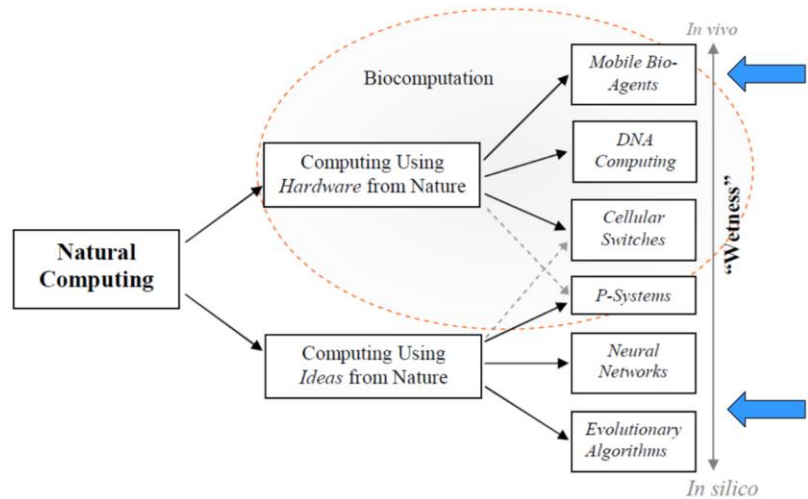 In vivo
Mobile Bio-
Agents
Biocomputation
DNA
Computing
Computing Using
Hardware from Nature
Cellular
Switches
"Wetness"
Natural
Computing
P-Systems
Computing Using
Ideas from Nature
Neural
Networks
Evolutionary
Algorithms
In silico